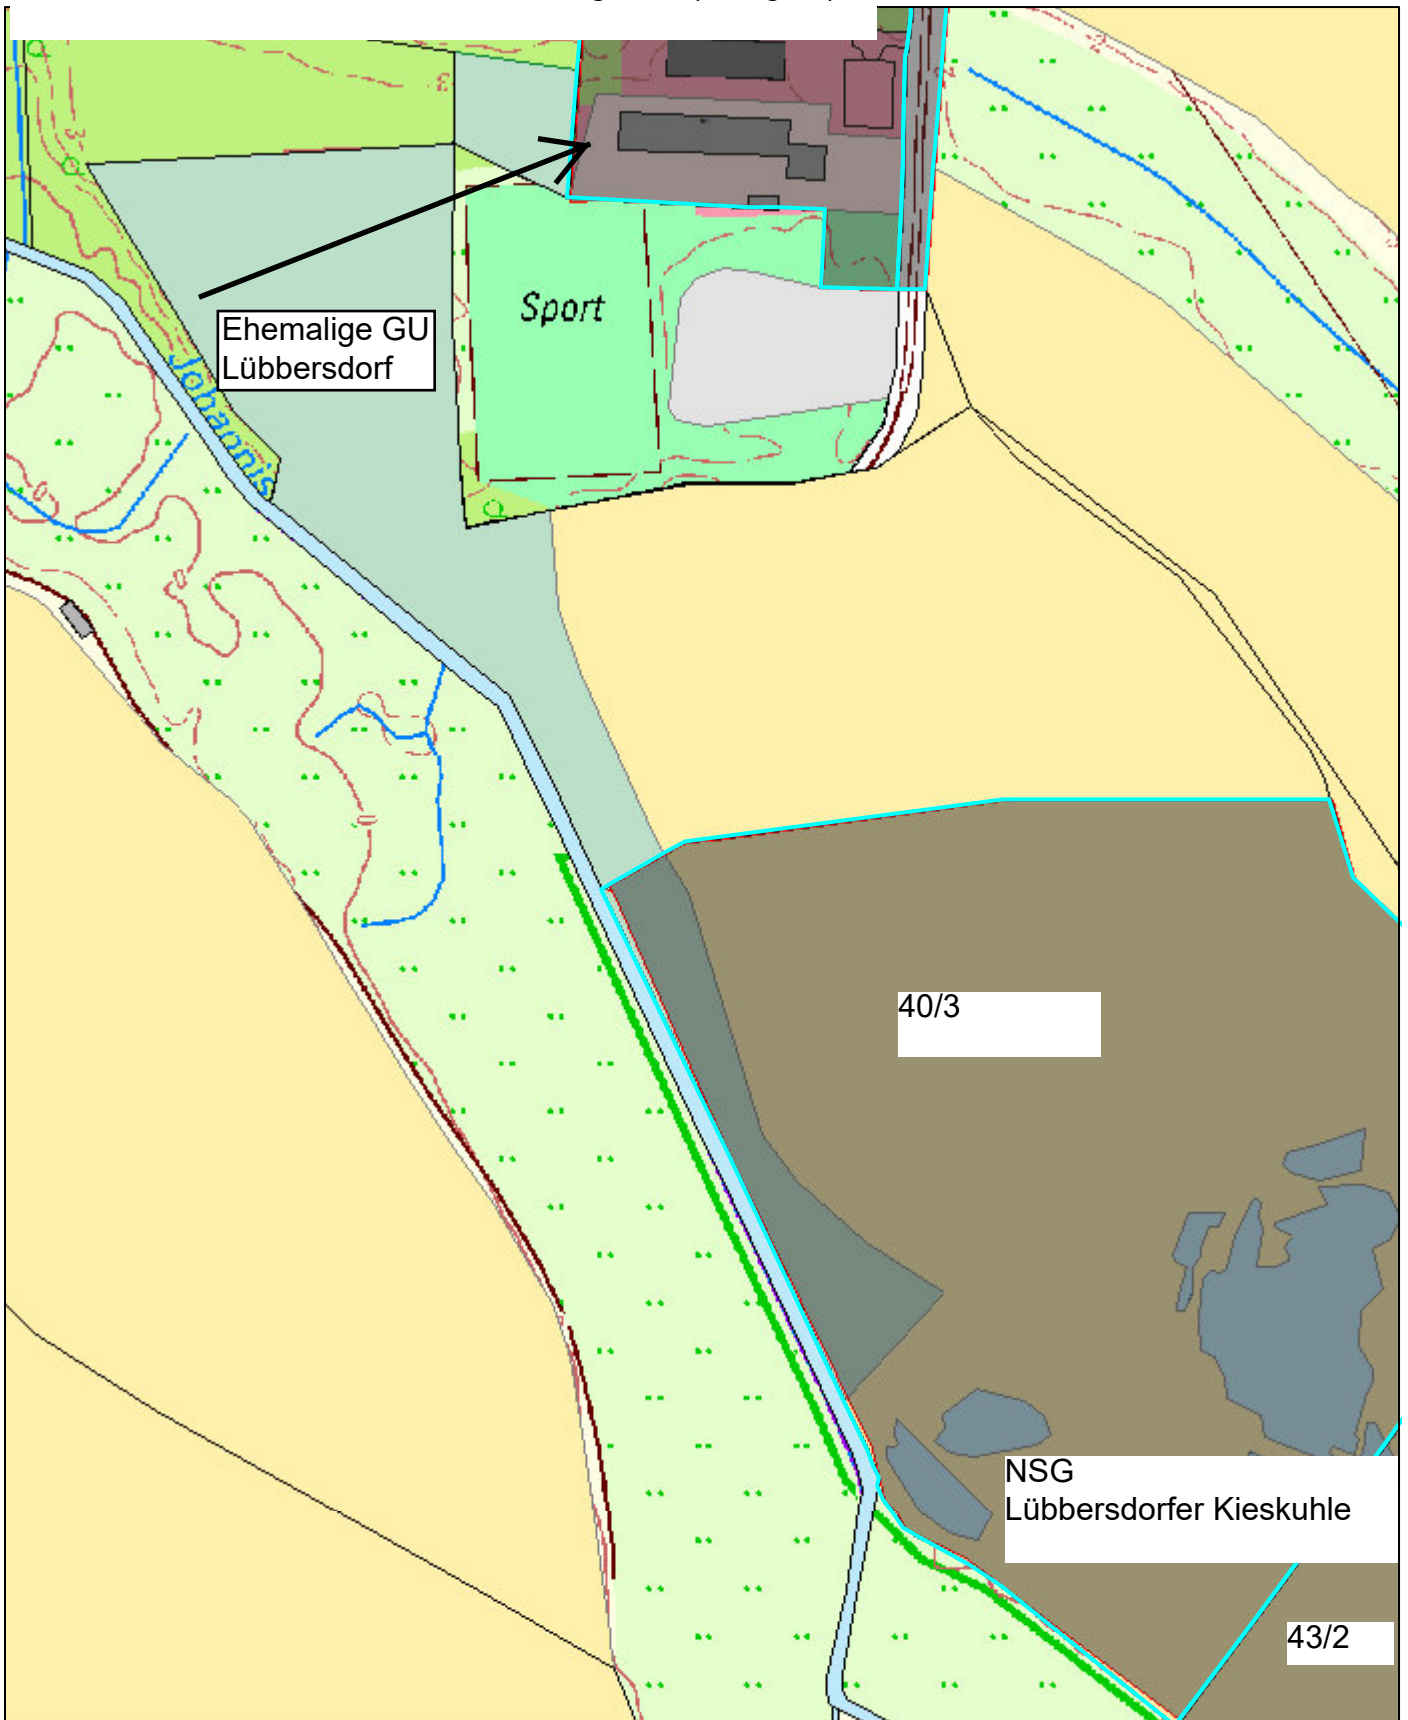 Sport
Ehemalige GU
Lübbersdorf
Johannis
40/3
NSG
Lübbersdorfer Kieskuhle
43/2